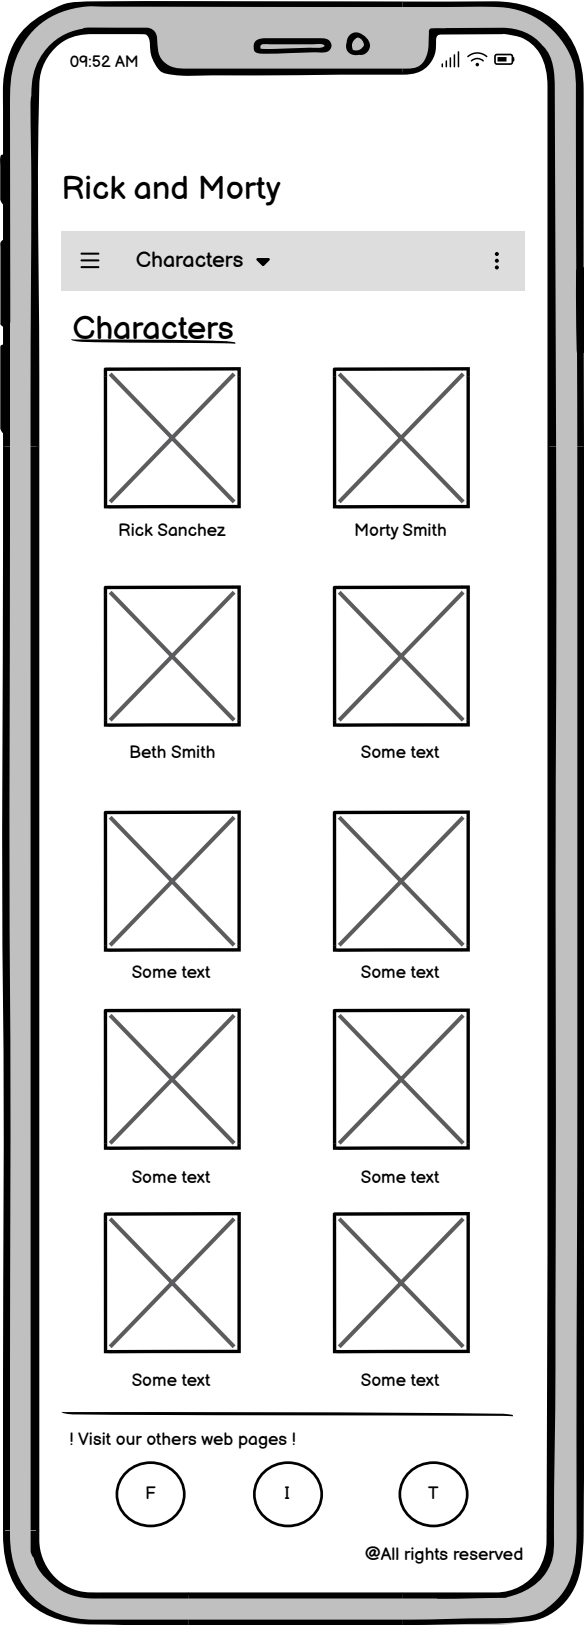 09:52 AM
Rick and Morty
Characters
Characters
Rick Sanchez
Morty Smith
Beth Smith
Some text
Some text
Some text
Some text
Some text
Some text
Some text
! Visit our others web pages !
F
I
T
@All rights reserved